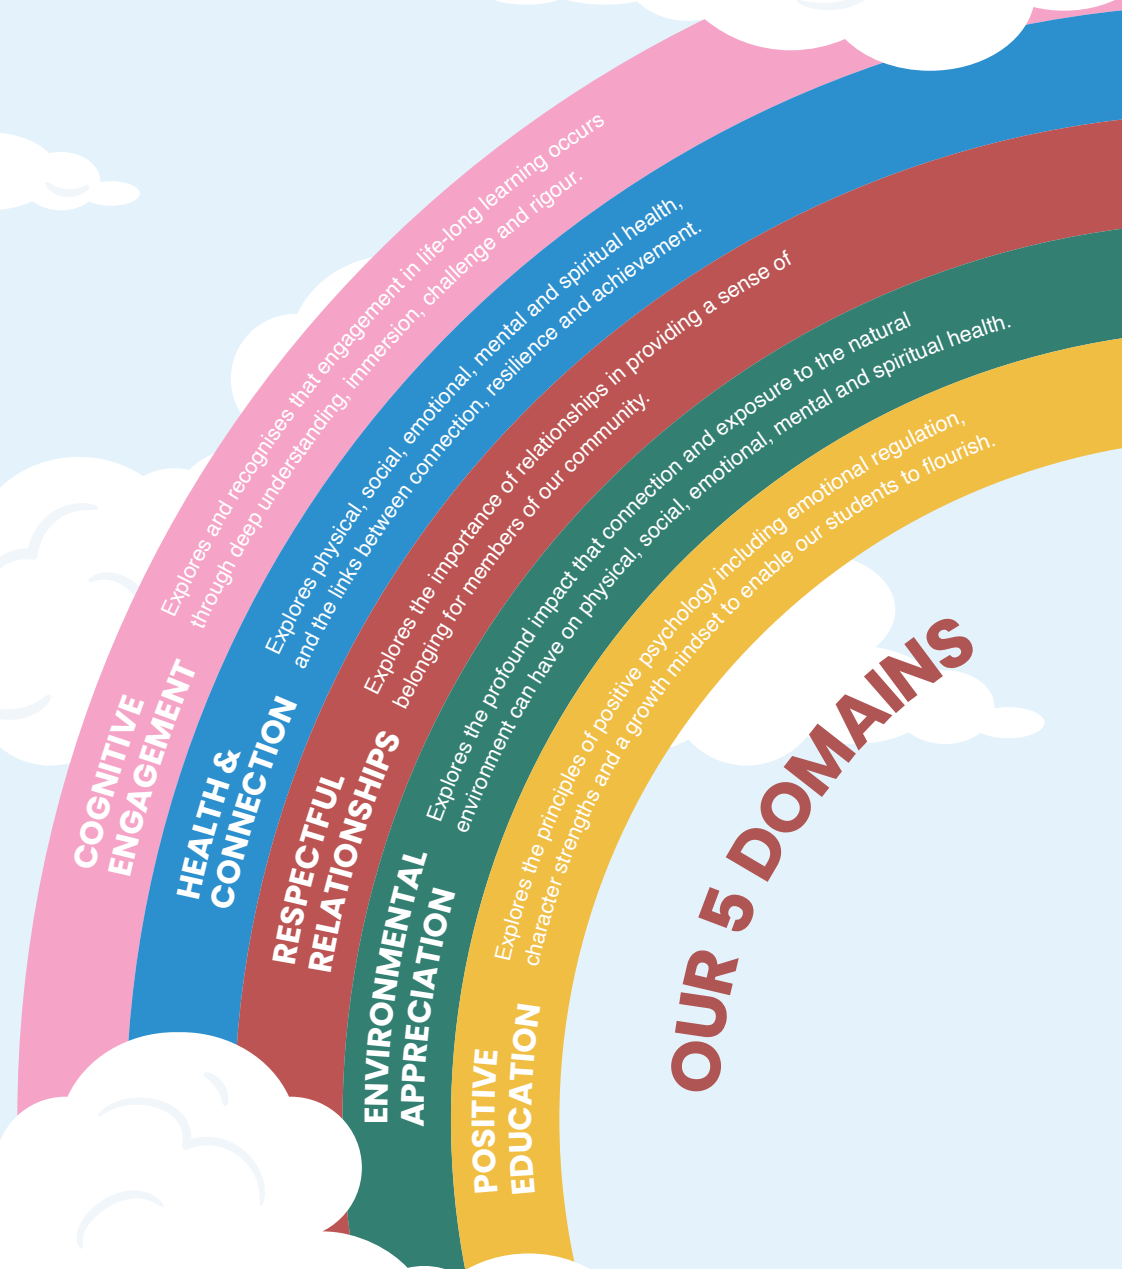 COGNITIVE
ENGAGEMENT
Explores and recognises that engagement in life-long learning occurs
through deep understanding, immersion, challenge and rigour.
HEALTH &
CONNECTION
Explores physical, social, emotional, mental and spiritual health,
and the links between connection, resilience and achievement.
RESPECTFUL
RELATIONSHIPS
Explores the importance of relationships in providing a sense of
belonging for members of our community.
ENVIRONMENTAL
APPRECIATION
Explores the profound impact that connection and exposure to the natural
environment can have on physical, social, emotional, mental and spiritual health.
POSITIVE
EDUCATION
Explores the principles of positive psychology including emotional regulation,
character strengths and a growth mindset to enable our students to flourish.
OUR 5 DOMAINS